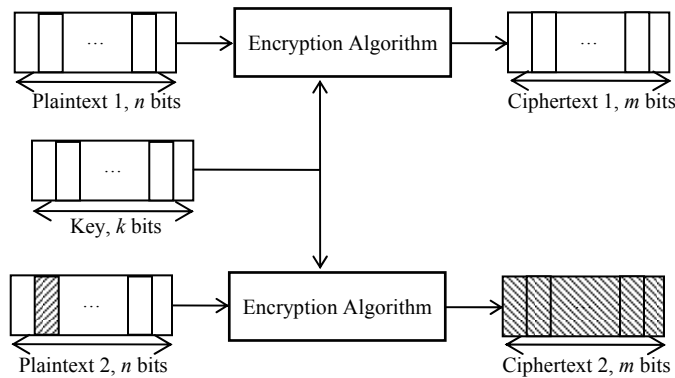 ... Encryption Algorithm ...
Plaintext 1, n bits Ciphertext 1, m bits
...
Key, k bits
... Encryption Algorithm ...
Plaintext 2, n bits Ciphertext 2, m bits